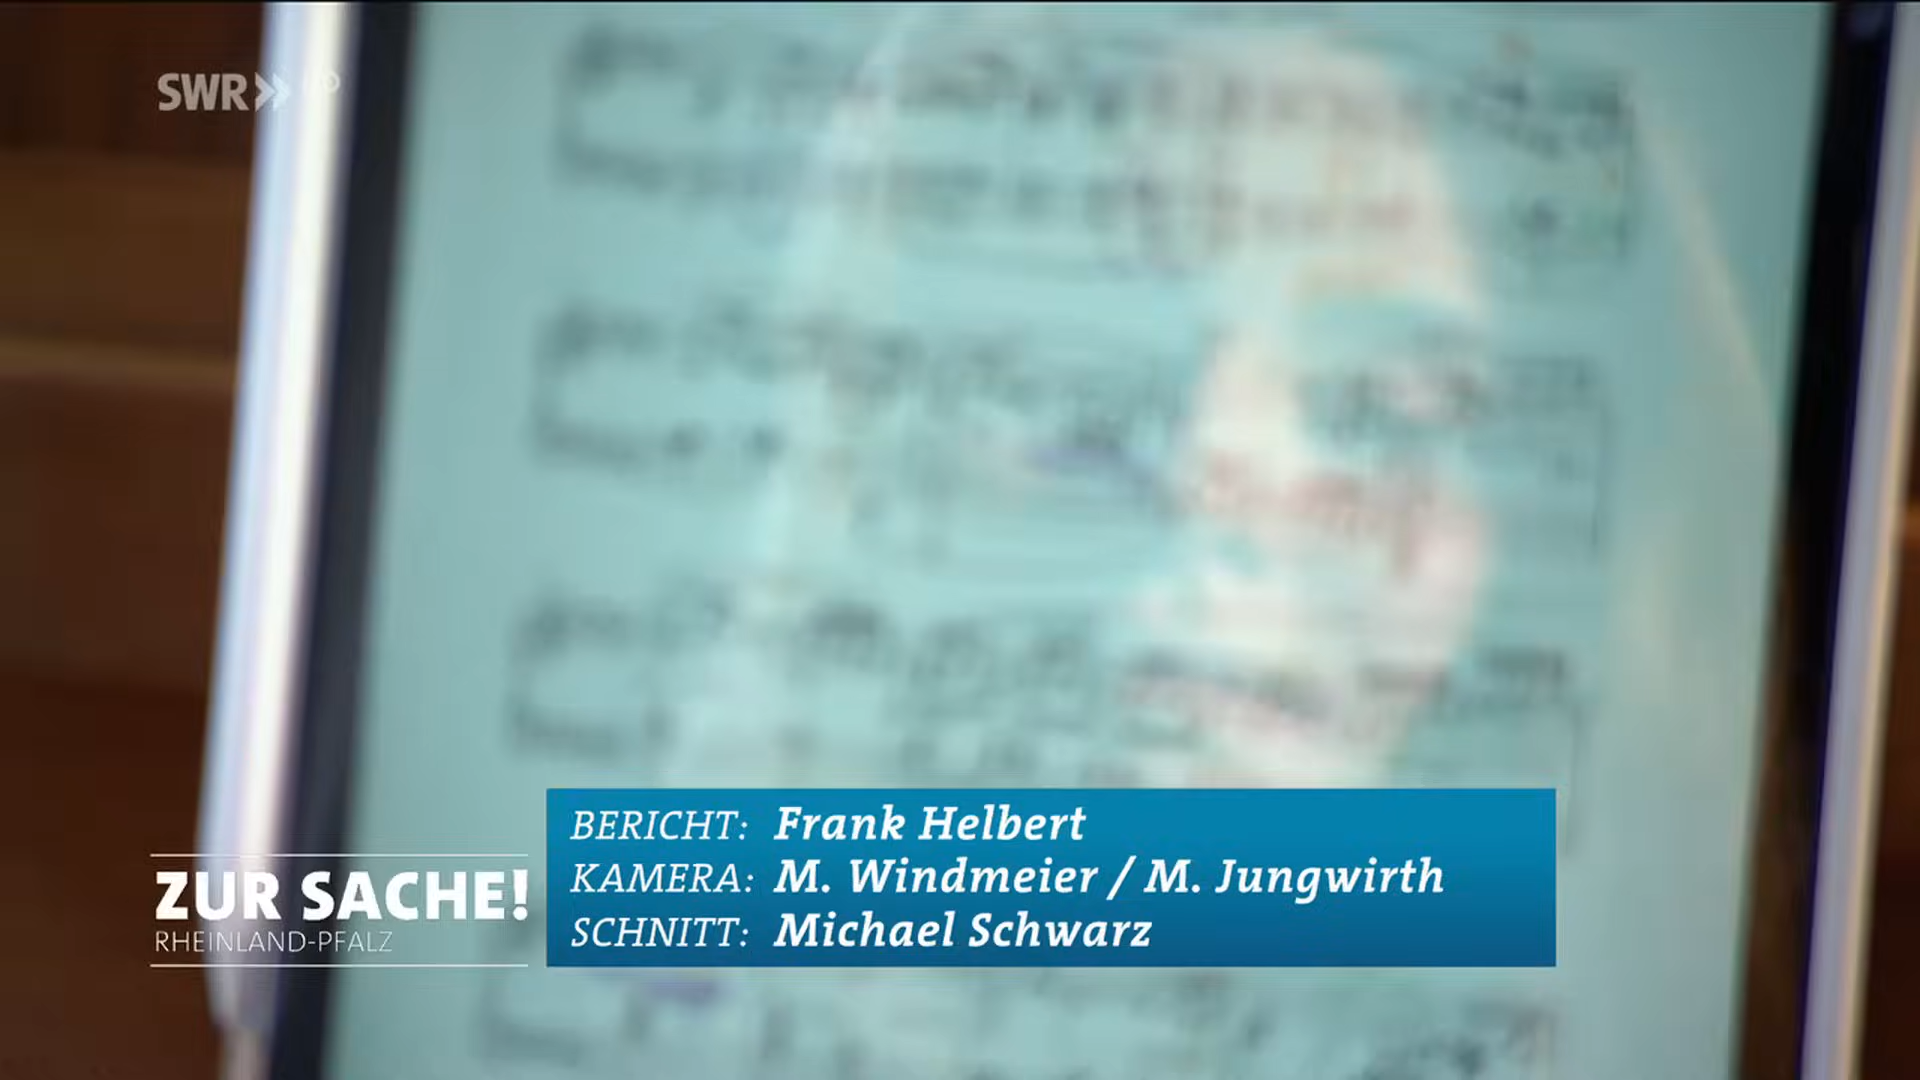 SWR»
BERICHT: Frank Helbert
KAMERA: M. Windmeier / M. Jungwirth
SCHNITT: Michael Schwarz
ZUR SACHE!
RHEINLAND-PFALZ